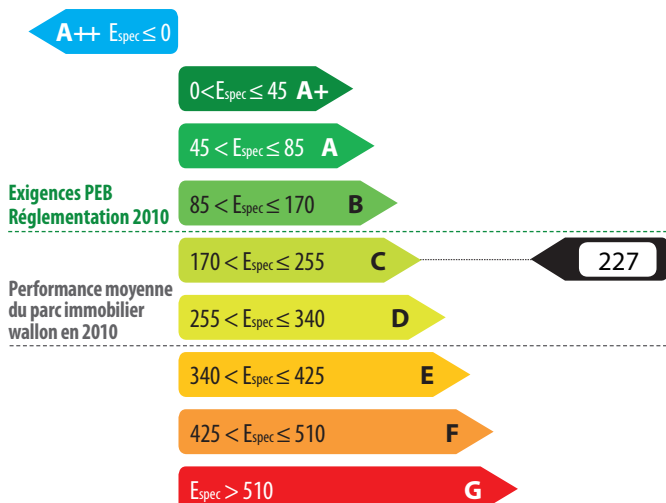 A++ Espec ≤ 0
0<Espec ≤ 45 A+
45 < Espec ≤ 85 A
Exigences PEB
Réglementation 2010
85 < Espec ≤ 170 B
170 < Espec ≤ 255 C
227
Performance moyenne
du parc immobilier
wallon en 2010
255 < Espec ≤ 340 D
340 < Espec ≤ 425 E
425 < Espec ≤ 510 F
Espec > 510 G